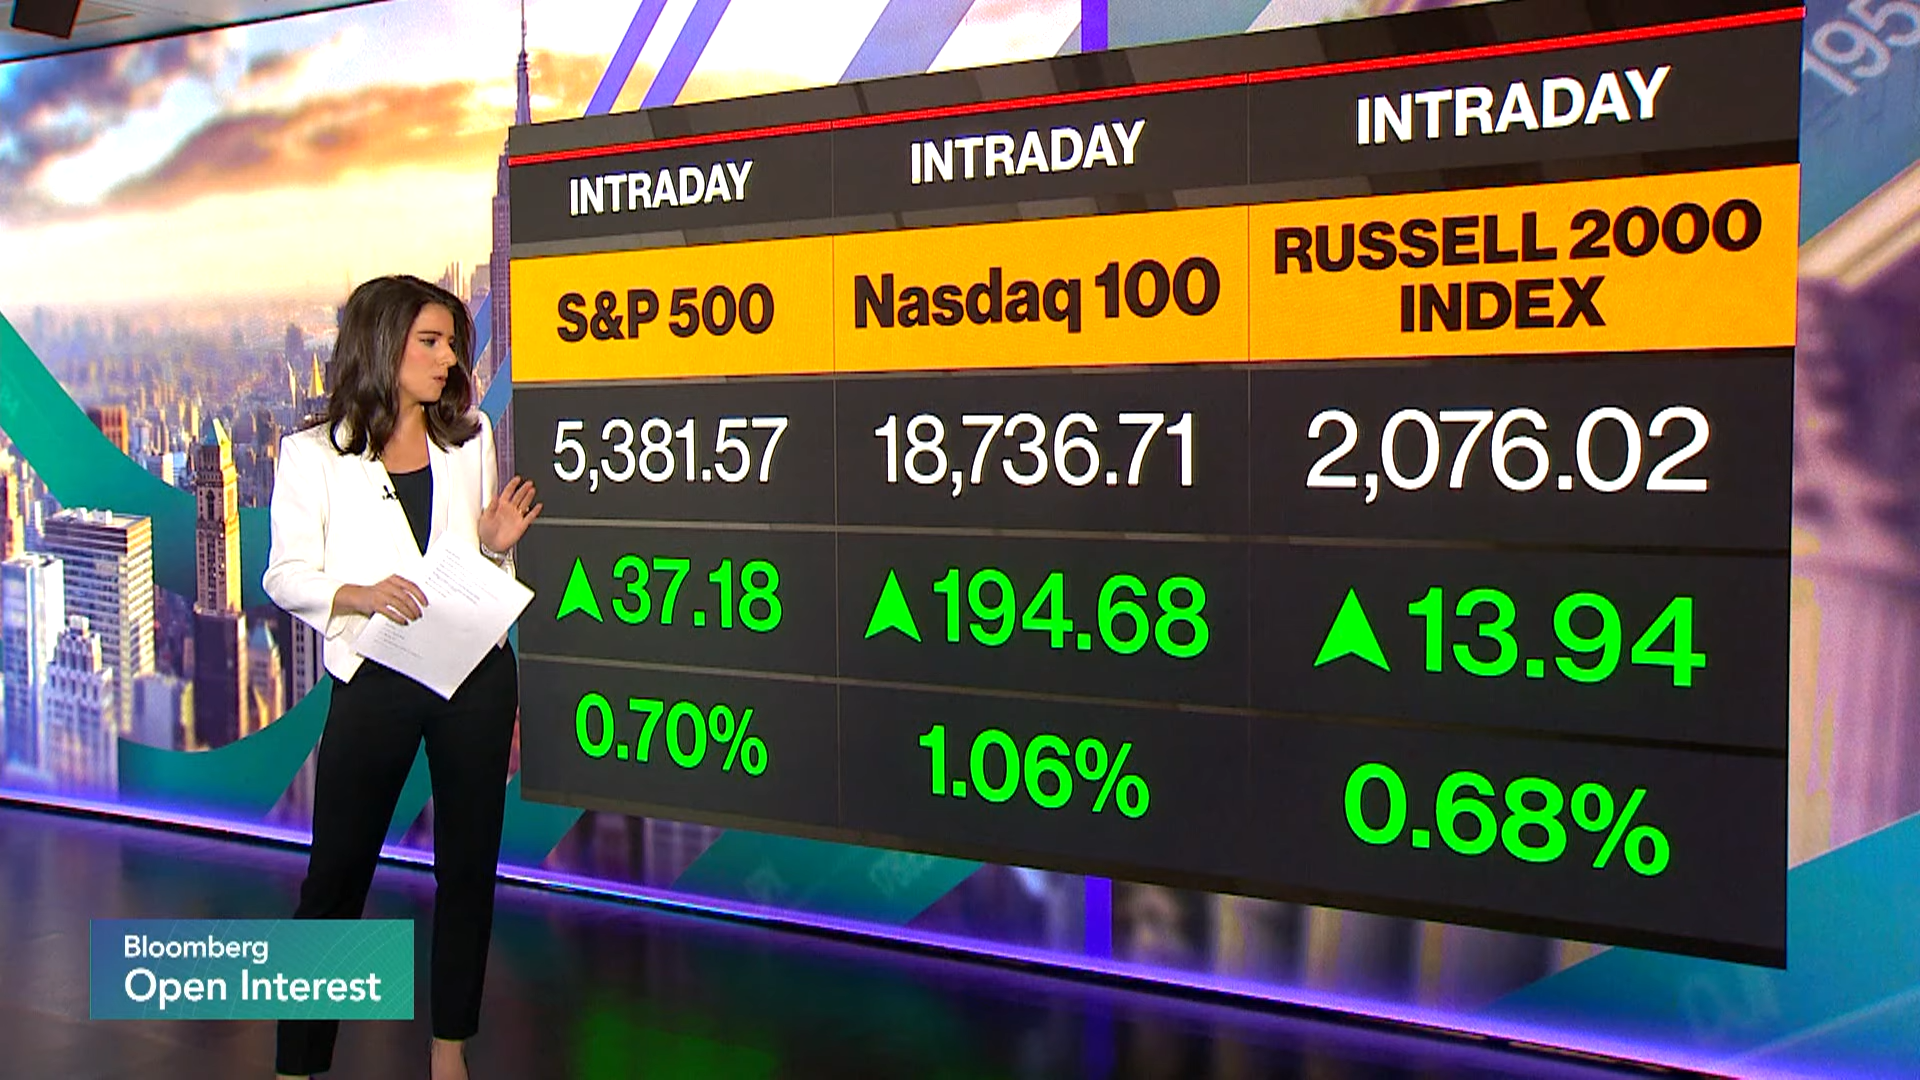 INTRADAY
INTRADAY
INTRADAY
S&P 500
Nasdaq 100
RUSSELL 2000
INDEX
5,381.57
18,736.71
2,076.02
▲37.18
▲194.68
▲13.94
0.70%
1.06%
0.68%
195
Bloomberg
Open Interest